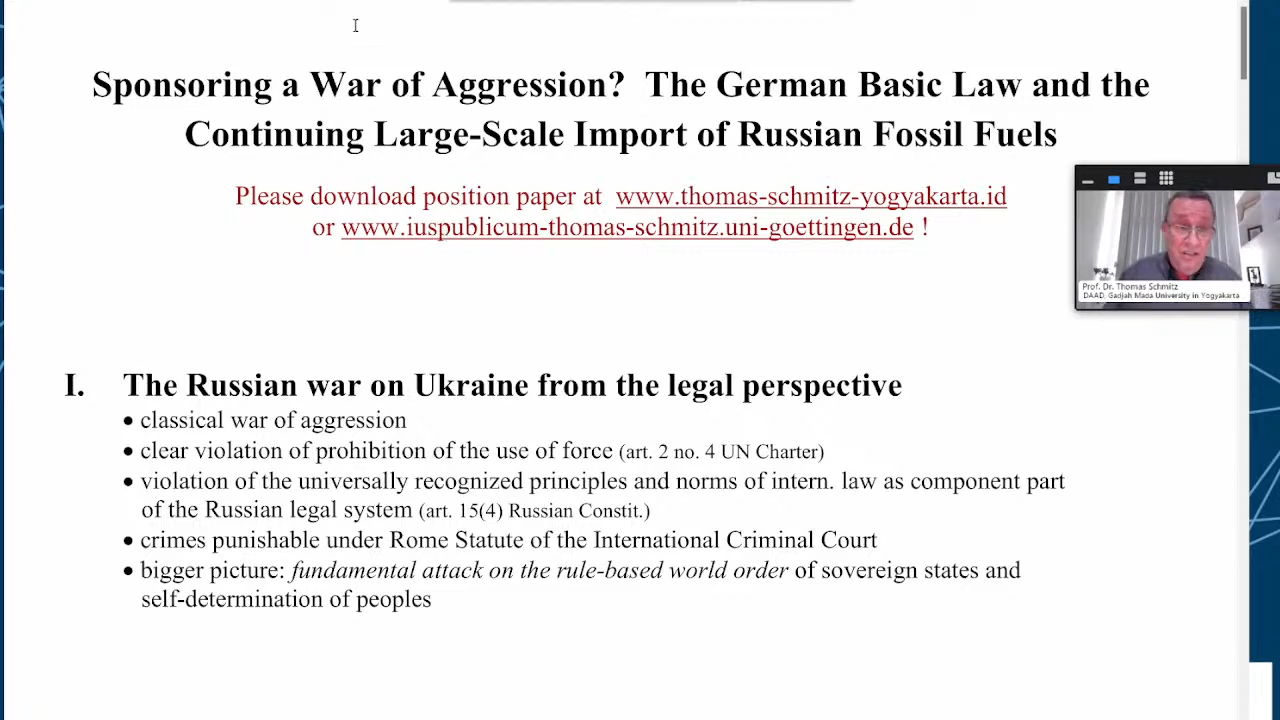 Sponsoring a War of Aggression? The German Basic Law and the
Continuing Large-Scale Import of Russian Fossil Fuels
Please download position paper at www.thomas-schmitz-yogyakarta.id
or www.iuspublicum-thomas-schmitz.uni-goettingen.de !
Prof. Dr. Thomas Schmitz
DAAD, Gadjah Mada University in Yogyakarta
I. The Russian war on Ukraine from the legal perspective
• classical war of aggression
• clear violation of prohibition of the use of force (art. 2 no. 4 UN Charter)
• violation of the universally recognized principles and norms of intern. law as component part
of the Russian legal system (art. 15(4) Russian Constit.)
• crimes punishable under Rome Statute of the International Criminal Court
• bigger picture: fundamental attack on the rule-based world order of sovereign states and
self-determination of peoples